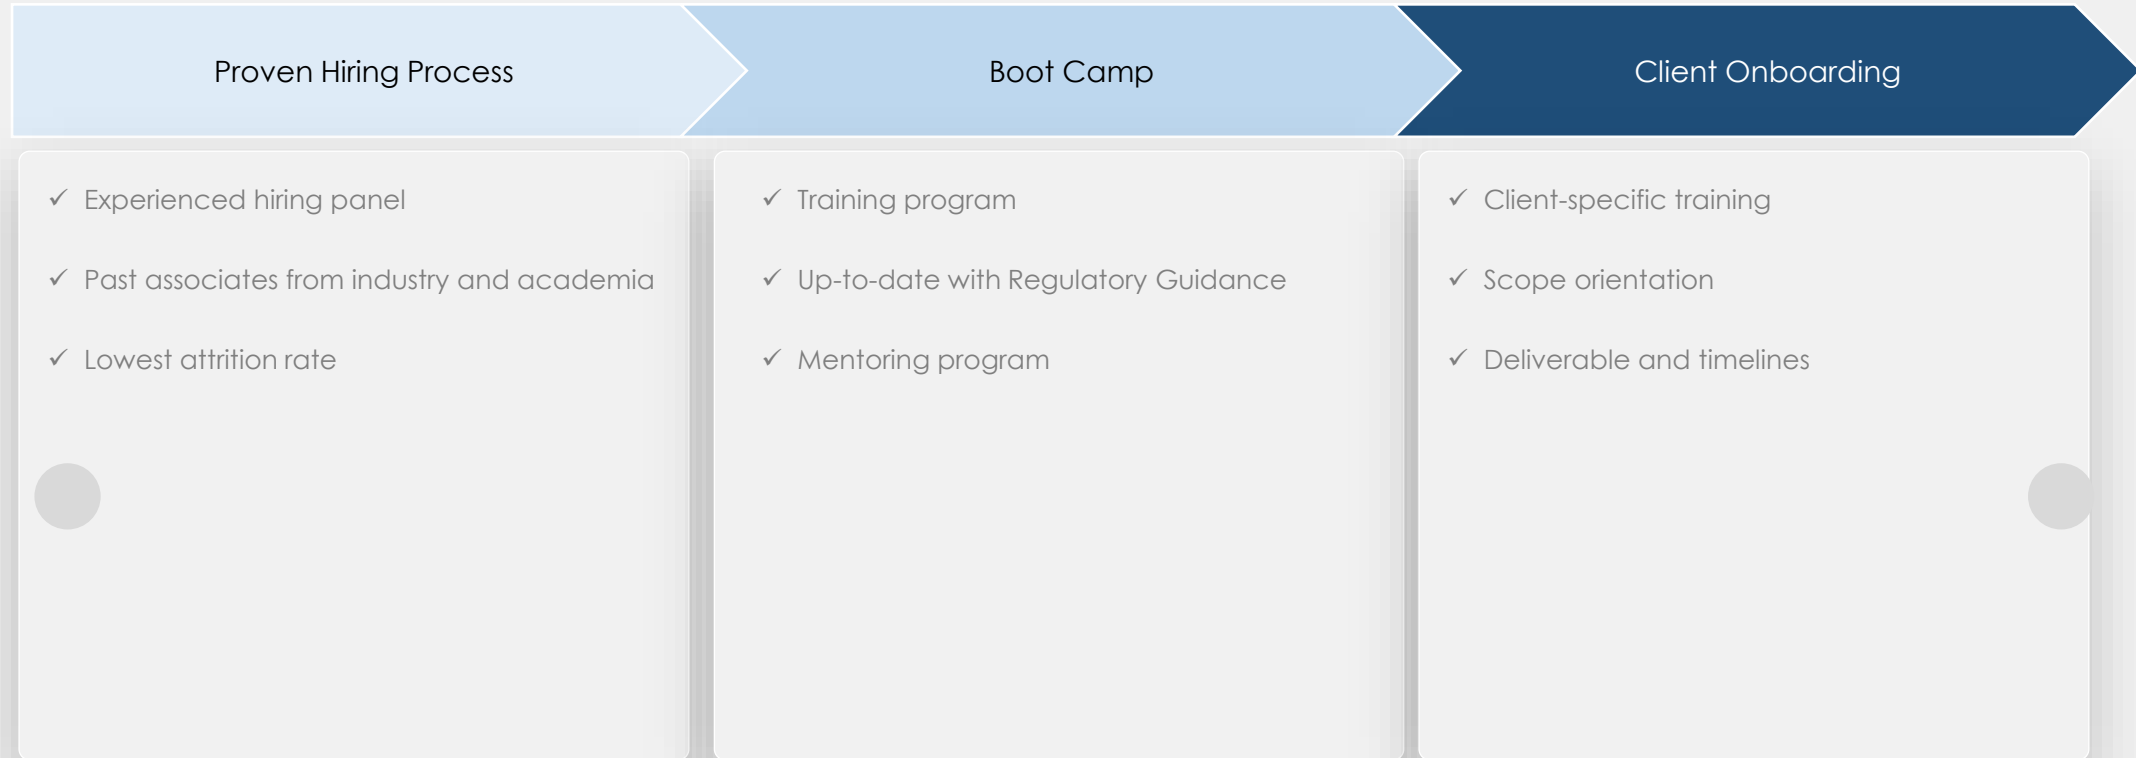 Proven Hiring Process
Boot Camp
Client Onboarding
✓ Experienced hiring panel
✓ Past associates from industry and academia
✓ Lowest attrition rate
✓ Training program
✓ Up-to-date with Regulatory Guidance
✓ Mentoring program
✓ Client-specific training
✓ Scope orientation
✓ Deliverable and timelines